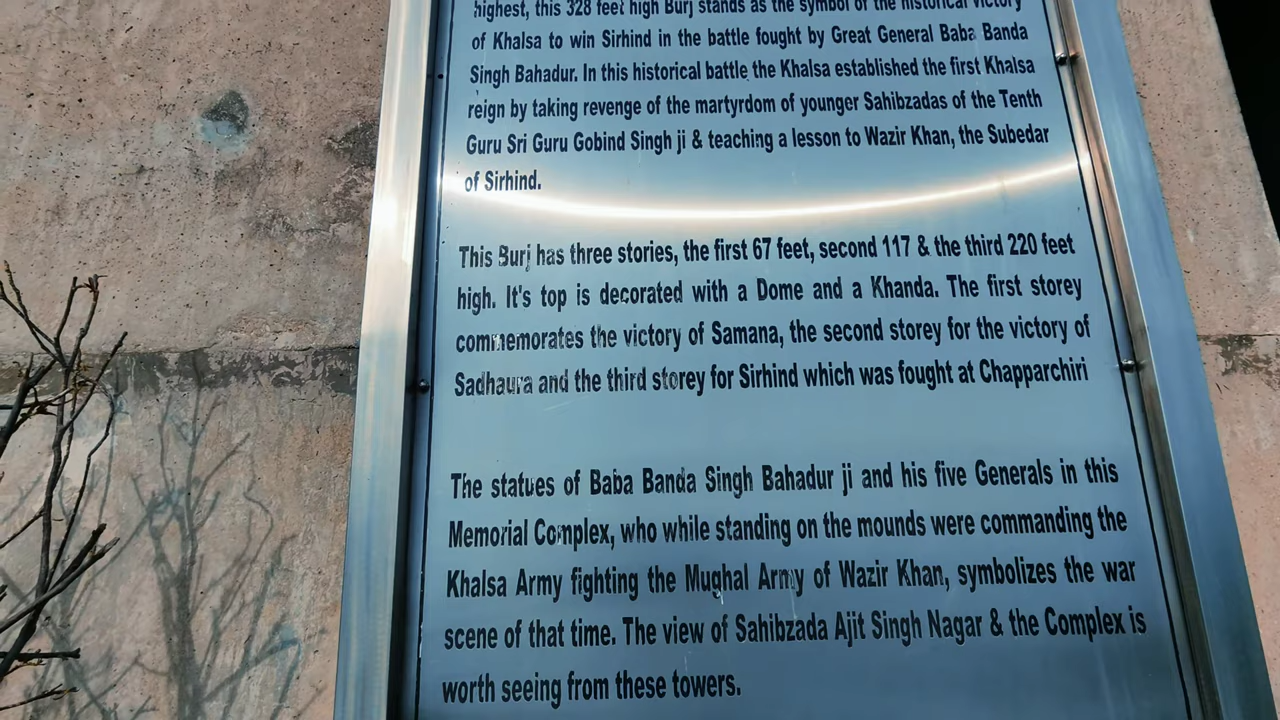 highest, this 328 feet high Burj stands as the symbol of the historical victory
of Khalsa to win Sirhind in the battle fought by Great General Baba Banda
Singh Bahadur. In this historical battle the Khalsa established the first Khalsa
reign by taking revenge of the martyrdom of younger Sahibzadas of the Tenth
Guru Sri Guru Gobind Singh ji & teaching a lesson to Wazir Khan, the Subedar
of Sirhind.
This Burj has three stories, the first 67 feet, second 117 & the third 220 feet
high. It's top is decorated with a Dome and a Khanda. The first storey
commemorates the victory of Samana, the second storey for the victory of
Sadhaura and the third storey for Sirhind which was fought at Chapparchiri
The statues of Baba Banda Singh Bahadur ji and his five Generals in this
Memorial Complex, who while standing on the mounds were commanding the
Khalsa Army fighting the Mughal Army of Wazir Khan, symbolizes the war
scene of that time. The view of Sahibzada Ajit Singh Nagar & the Complex is
worth seeing from these towers.